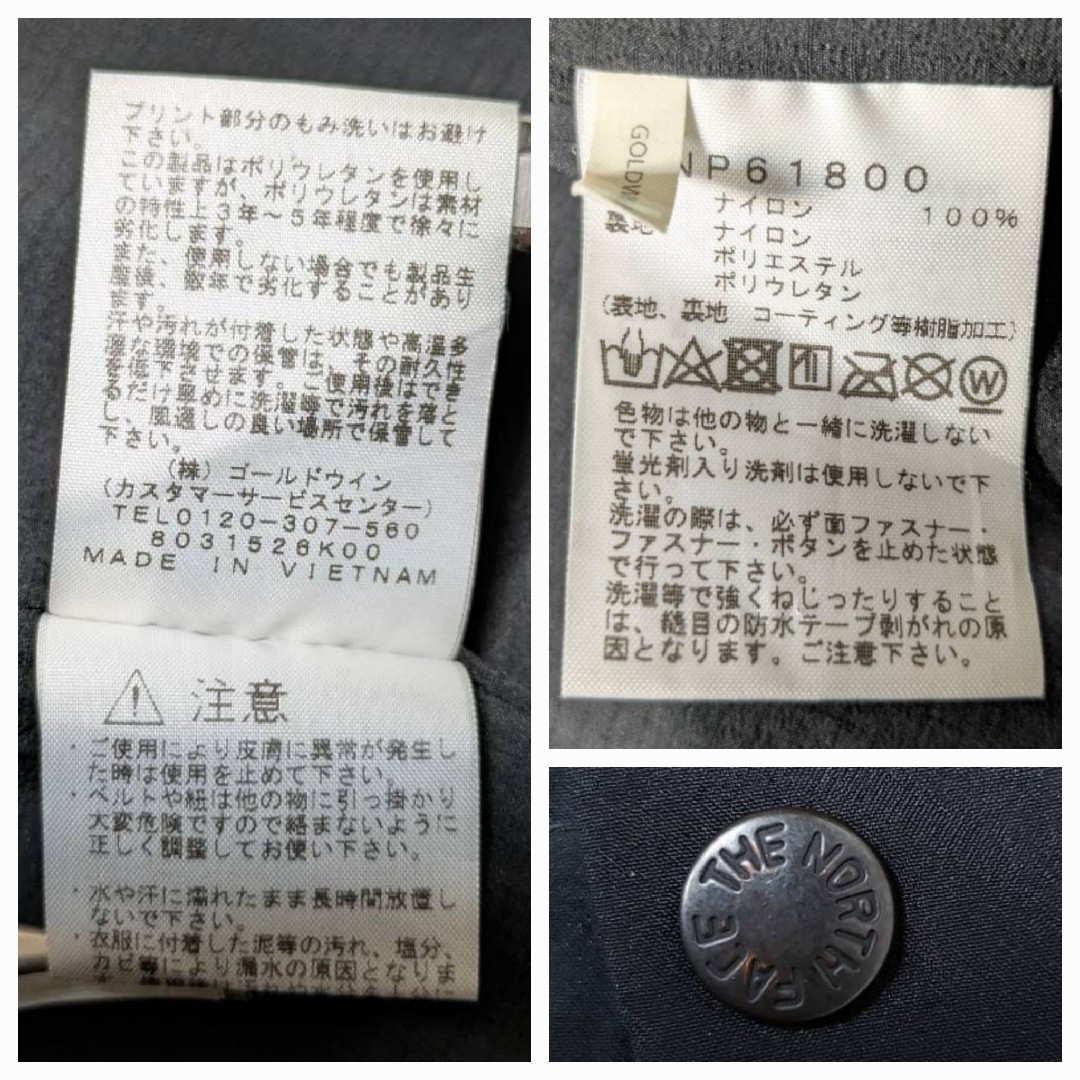 プリント部分のもみ洗いはお避け
下さい。
この製品はポリウレタンを使用し
ていますが、ポリウレタンは素材
の特性上3年〜5年程度で徐々に
劣化します。
また、使用しない場合でも製品生
産後、数年で劣化することがあり
ます。
汗や汚れが付着した状態や高温多
湿な環境での保管は、その耐久性
を低下させます。ご使用後はでき
るだけ早めに洗濯等で汚れを落と
し、風通しの良い場所で保管して
下さい。
(株)ゴールドウイン
(カスタマーサービスセンター)
TEL0120-307-560
8031526K00
MADE IN VIETNAM
注意
・ご使用により皮膚に異常が発生し
た時は使用を止めて下さい。
・ベルトや紐は他の物に引っ掛かり
大変危険ですので絡まないように
正しく調整してお使い下さい。
・水や汗に濡れたまま長時間放置し
ないで下さい。
・衣服に付着した泥等の汚れ、塩分、
カビ等により漏水の原因となりま
GOLDW
NP61800
ナイロン 100%
裏地 ナイロン
ポリエステル
ポリウレタン
(表地、裏地 コーティング等樹脂加工)
W
色物は他の物と一緒に洗濯しない
で下さい。
蛍光剤入り洗剤は使用しないで下
さい。
洗濯の際は、必ず面ファスナー・
ファスナー・ボタンを止めた状態
で行って下さい。
洗濯等で強くねじったりすること
は、縫目の防水テープ剥がれの原
因となります。ご注意下さい。
THE NORTH FACE